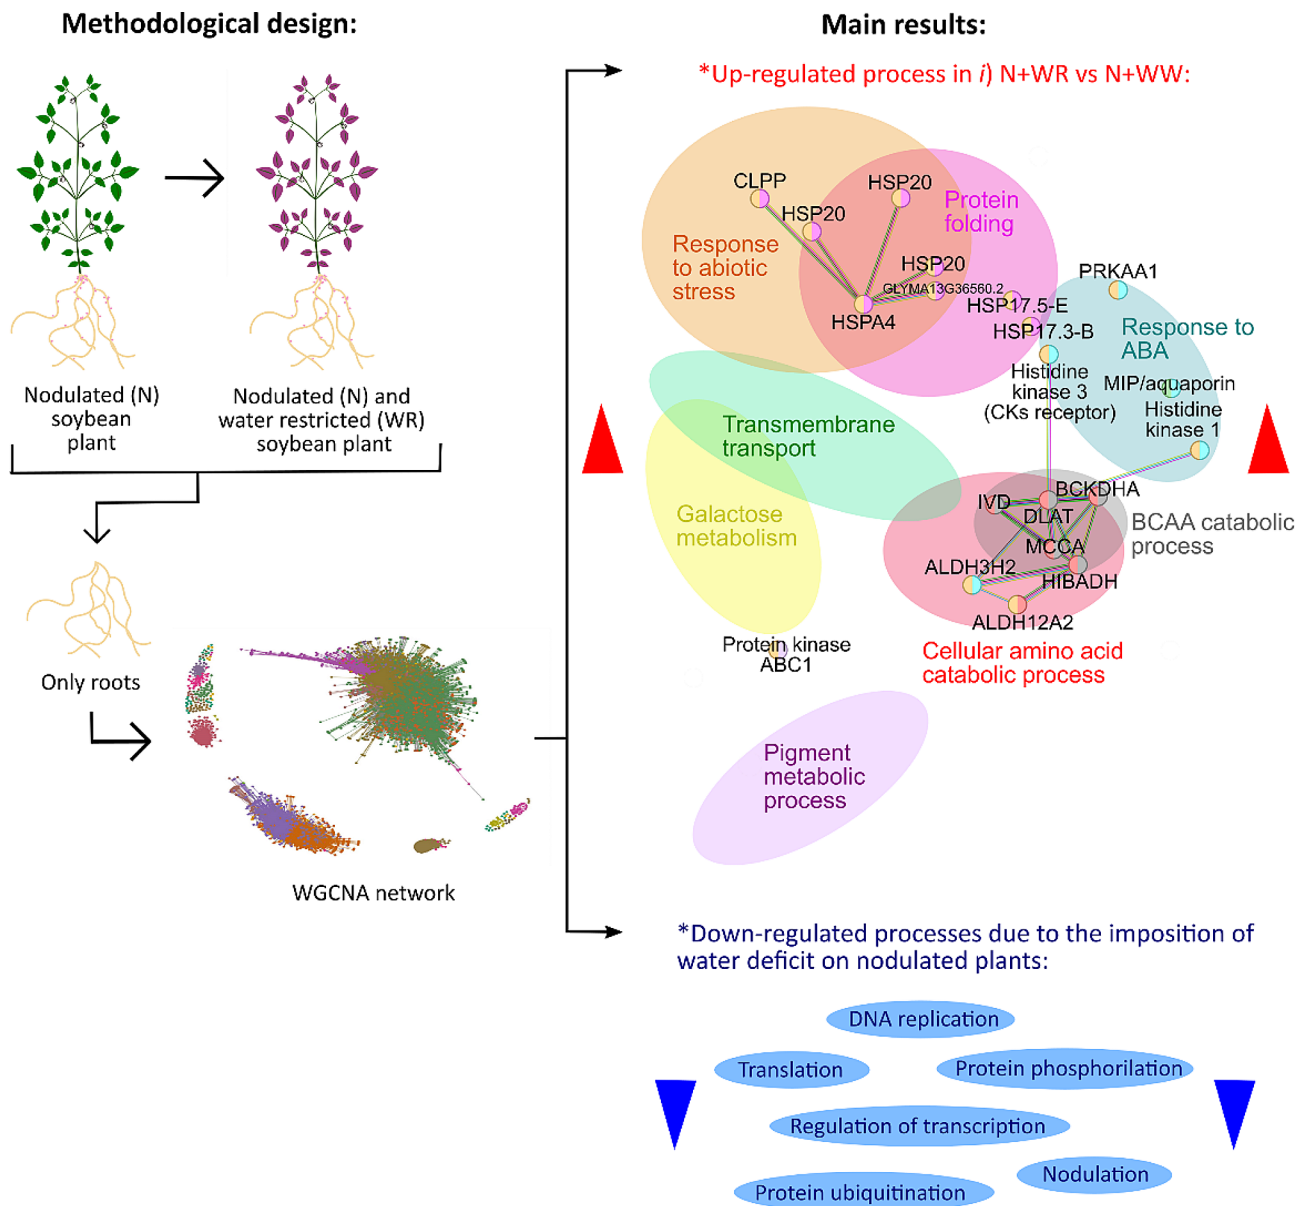 Methodological design:
Nodulated (N)
soybean
plant
Nodulated (N) and
water restricted (WR)
soybean plant
Only roots
WGCNA network
Main results:
*Up-regulated process in i) N+WR vs N+WW:
CLPP
HSP20
HSP20
Protein
folding
Response
to abiotic
stress
HSP20
GLYMA13G36560.2
HSPA4
HSP17.5-E
HSP17.3-B
PRKAA1
Response to
ABA
Histidine
kinase 3
(CKs receptor)
MIP/aquaporin
Histidine
kinase 1
Transmembrane
transport
Galactose
metabolism
IVD
BCKDHA
DLAT
MCCA
BCAA catabolic
process
ALDH3H2
HIBADH
ALDH12A2
Cellular amino acid
catabolic process
Protein kinase
ABC1
Pigment
metabolic
process
*Down-regulated processes due to the imposition of
water deficit on nodulated plants:
DNA replication
Translation
Protein phosphorilation
Regulation of transcription
Nodulation
Protein ubiquitination